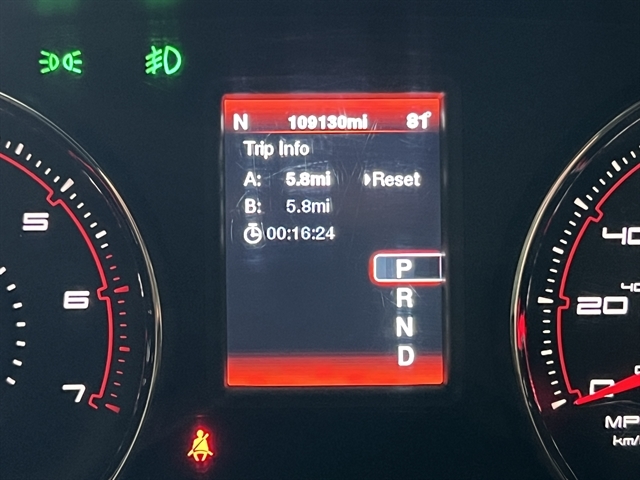 N 109130mi 81°
Trip Info
A: 5.8mi Reset
B: 5.8mi
00:16:24
P
R
N
D
5
6
7
40
20
0
MP
km/